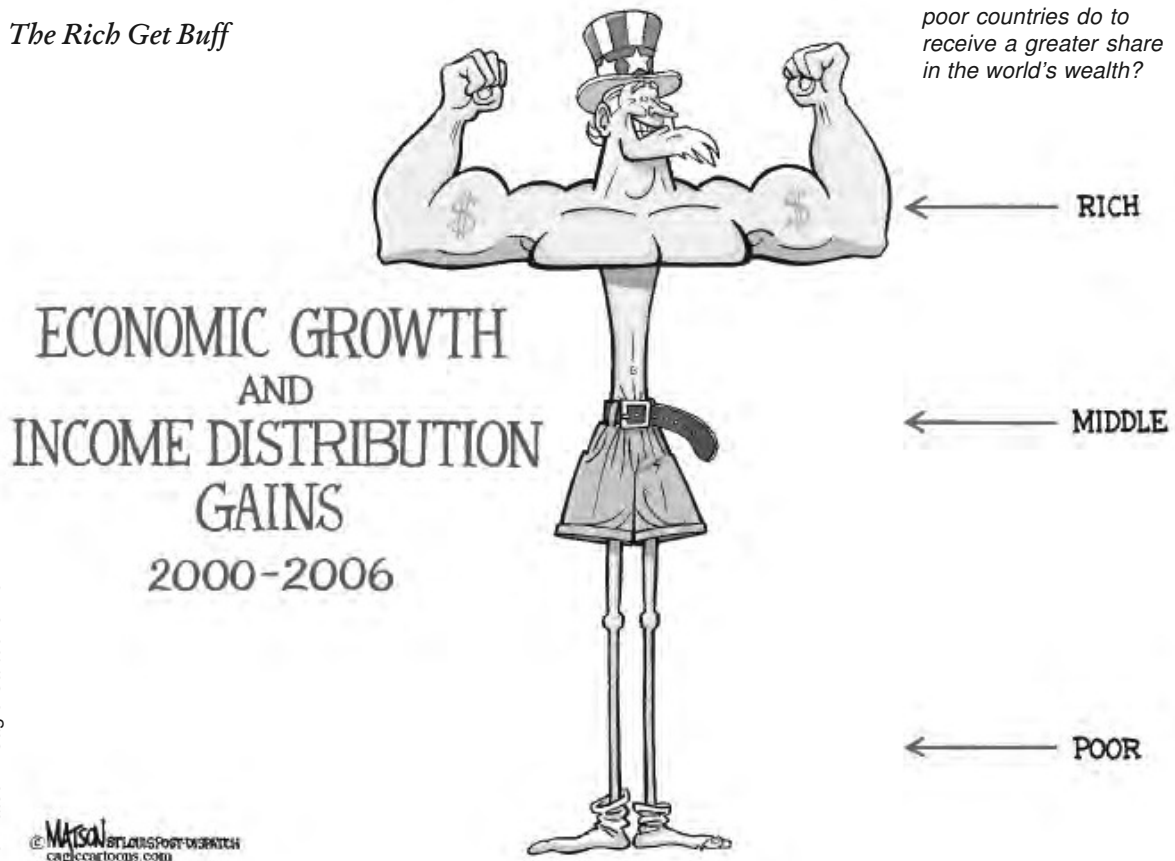 The Rich Get Buff
poor countries do to
receive a greater share
in the world's wealth?
$ $
RICH
ECONOMIC GROWTH
AND
INCOME DISTRIBUTION
GAINS
2000-2006
MIDDLE
POOR
© MATSON ST. LOUIS POST-DISPATCH
caglecartoons.com